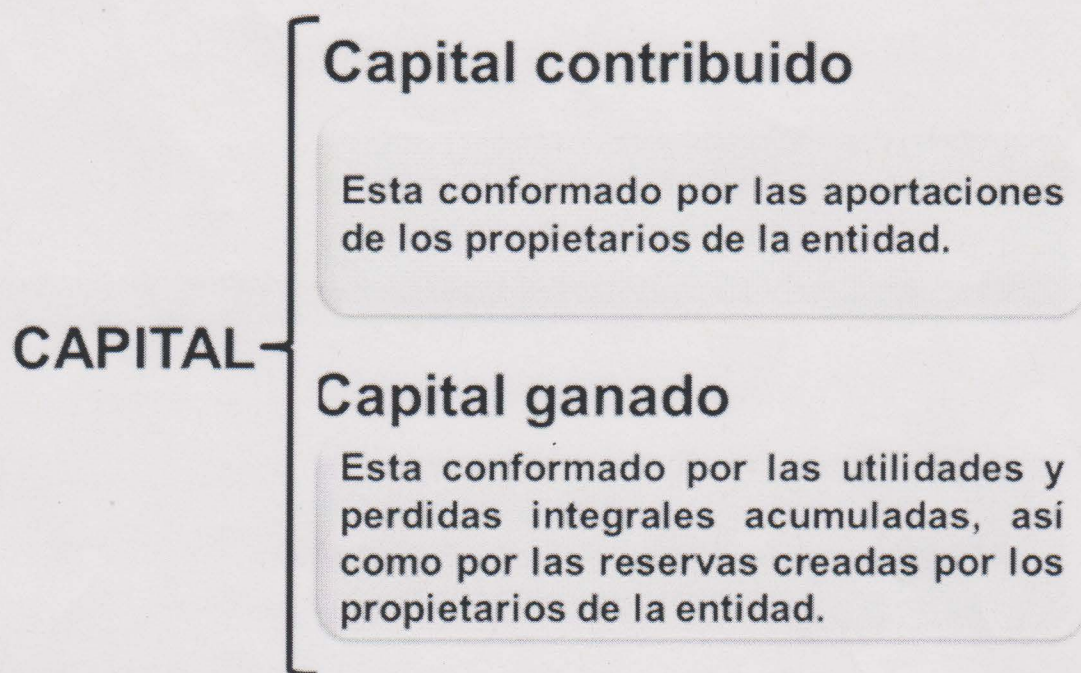 Capital contribuido
Esta conformado por las aportaciones
de los propietarios de la entidad.
CAPITAL
Capital ganado
Esta conformado por las utilidades y
perdidas integrales acumuladas, así
como por las reservas creadas por los
propietarios de la entidad.